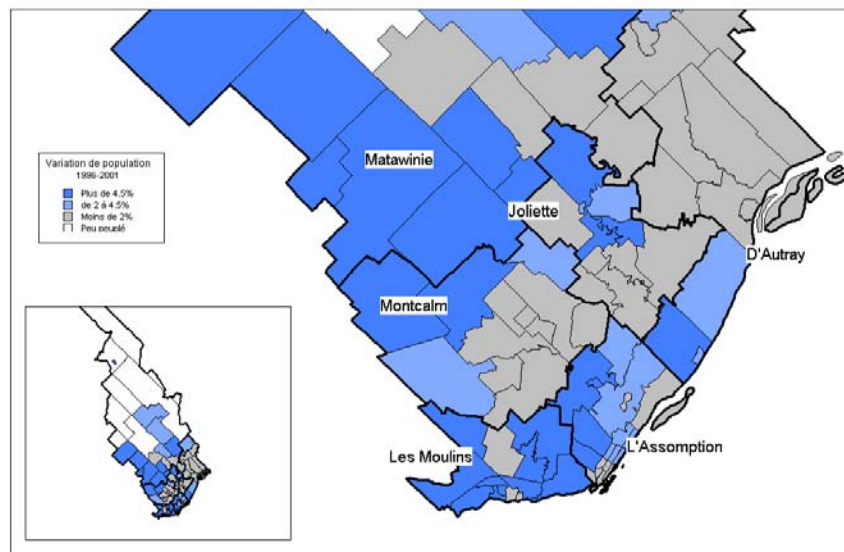 Variation de population
1996-2001
Plus de 4.5%
de 2 à 4.5%
Moins de 2%
Peu peuplé
Matawinie
Joliette
D'Autray
Montcalm
L'Assomption
Les Moulins